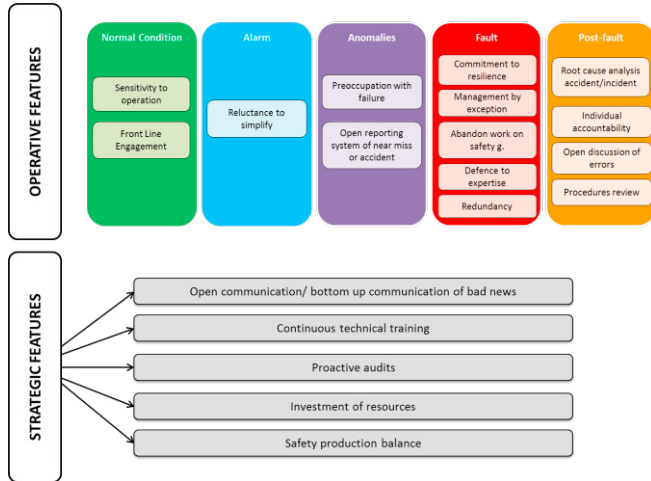 OPERATIVE FEATURES
Normal Condition
Sensitivity to
operation
Front Line
Engagement
Alarm
Reluctance to
simplify
Anomalies
Preoccupation with
failure
Open reporting
system of near miss
or accident
Fault
Commitment to
resilience
Management by
exception
Abandon work on
safety g.
Defence to
expertise
Redundancy
Post-fault
Root cause analysis
accident/incident
Individual
accountability
Open discussion of
errors
Procedures review
STRATEGIC FEATURES
Open communication/ bottom up communication of bad news
Continuous technical training
Proactive audits
Investment of resources
Safety production balance